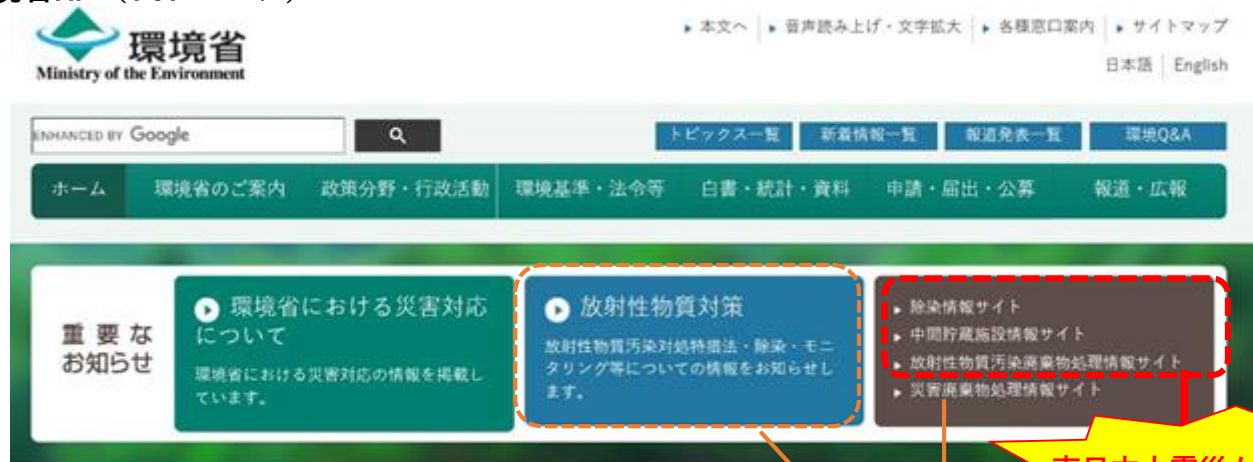 環境省
Ministry of the Environment
本文へ 音声読み上げ・文字拡大 各種窓口案内 サイトマップ
日本語 English
ENHANCED BY Google
トピックス一覧 新着情報一覧 報道発表一覧 環境Q&A
ホーム 環境省のご案内 政策分野・行政活動 環境基準・法令等 白書・統計・資料 申請・届出・公募 報道・広報
重要な
お知らせ
環境省における災害対応
について
環境省における災害対応の情報を掲載し
ています。
放射性物質対策
放射性物質汚染対処特措法・除染・モニ
タリング等についての情報をお知らせし
ます。
除染情報サイト
中間貯蔵施設情報サイト
放射性物質汚染廃棄物処理情報サイト
災害廃棄物処理情報サイト